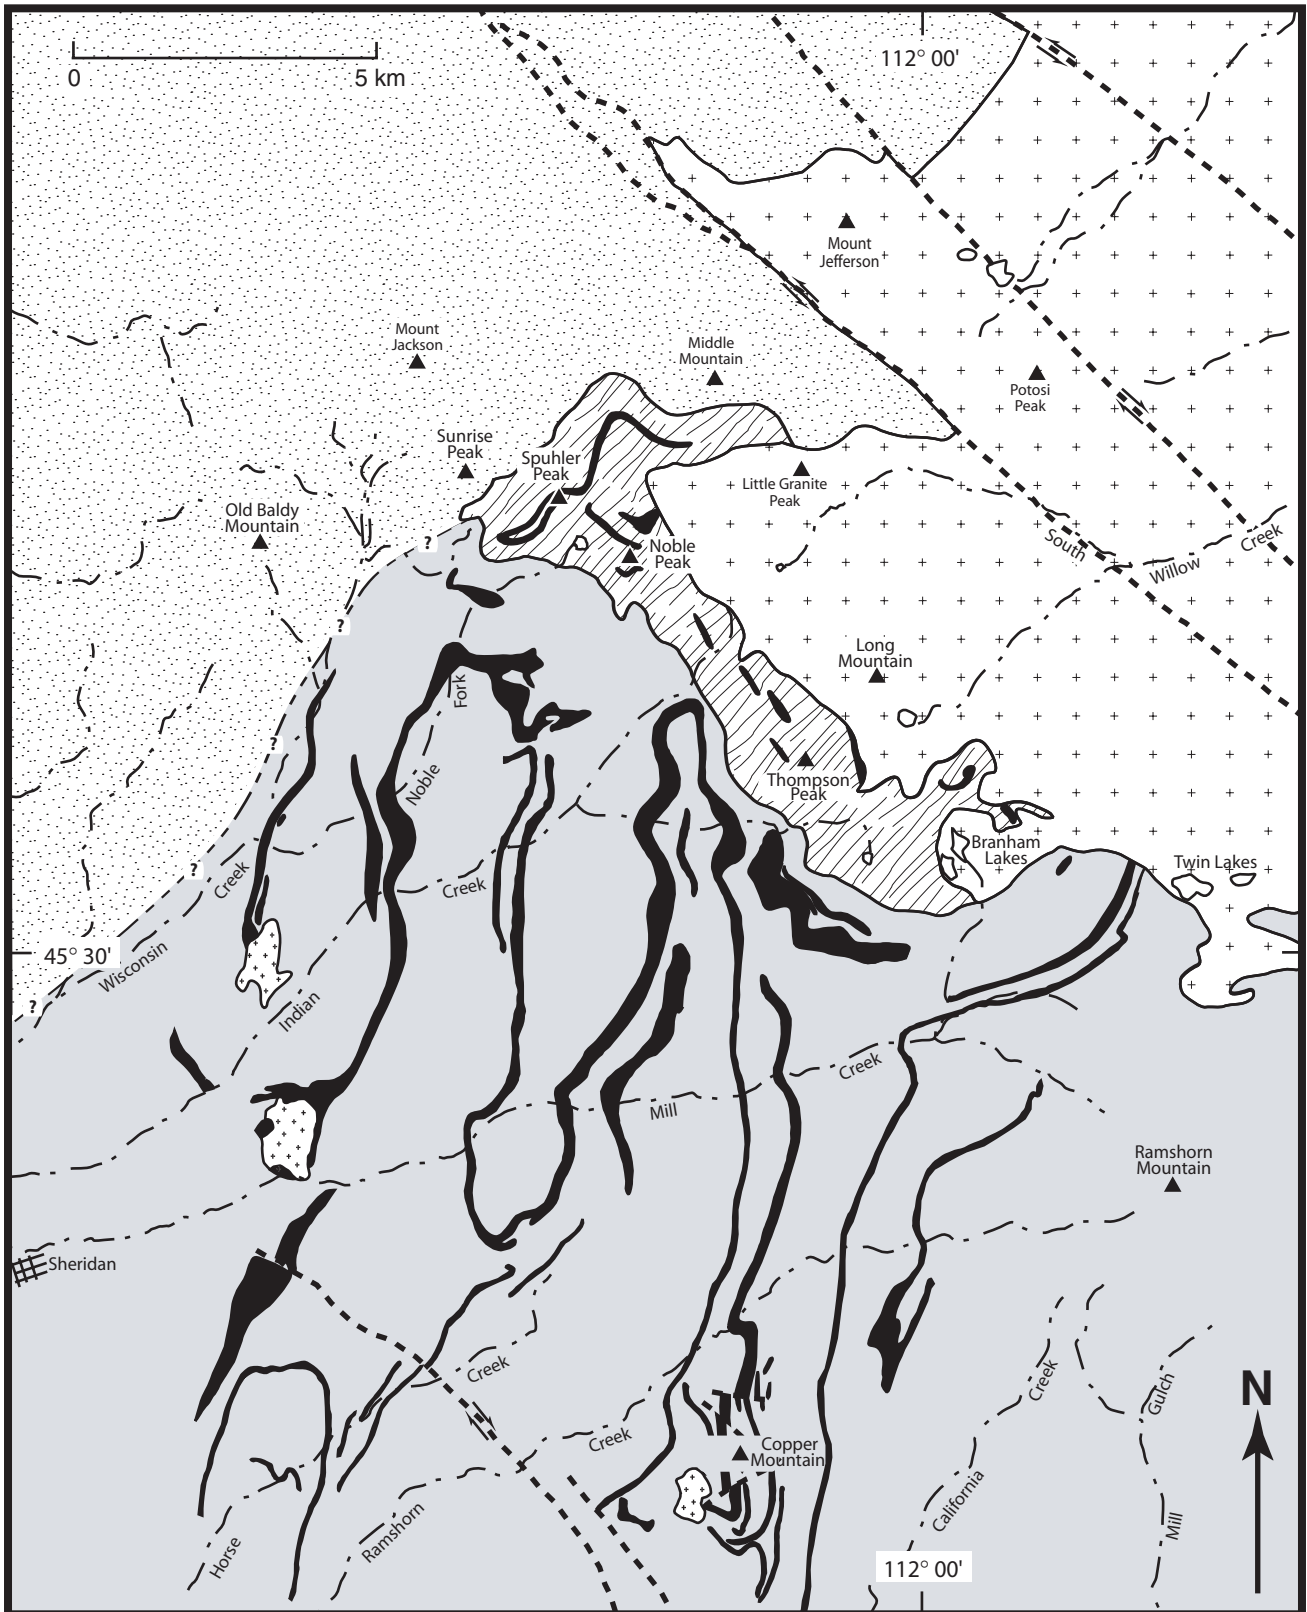 112° 00'
0
5 km
Mount
Jefferson
Mount
Jackson
Middle
Mountain
Potosi
Peak
Sunrise
Peak
Spuhler
Peak
Little Granite
Peak
Old Baldy
Mountain
?
Noble
Peak
South
Willow
Creek
?
Long
Mountain
Fork
?
Noble
Thompson
Peak
Branham
Lakes
Twin Lakes
?
Creek
Creek
45° 30'
Wisconsin
?
Indian
Creek
Mill
Ramshorn
Mountain
Sheridan
Creek
Creek
Gulch
N
Creek
Copper
Mountain
California
Ramshorn
Mill
Horse
112° 00'